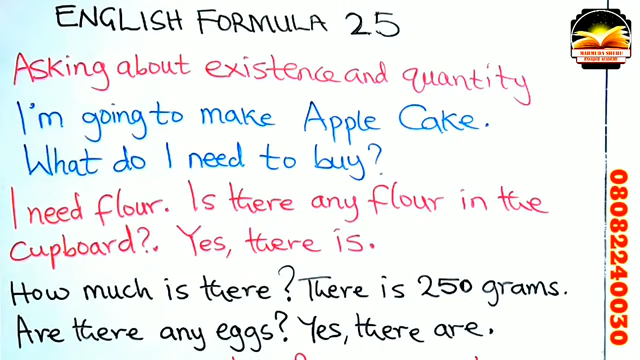 ENGLISH FORMULA 25
Asking about existence and quantity
I'm going to make Apple Cake.
What do I need to buy?
I need flour. Is there any flour in the
cupboard?. Yes, there is.
How much is there? There is 250 grams.
Are there any eggs? Yes, there are.
MAHMUDA SHEHU
08082240030